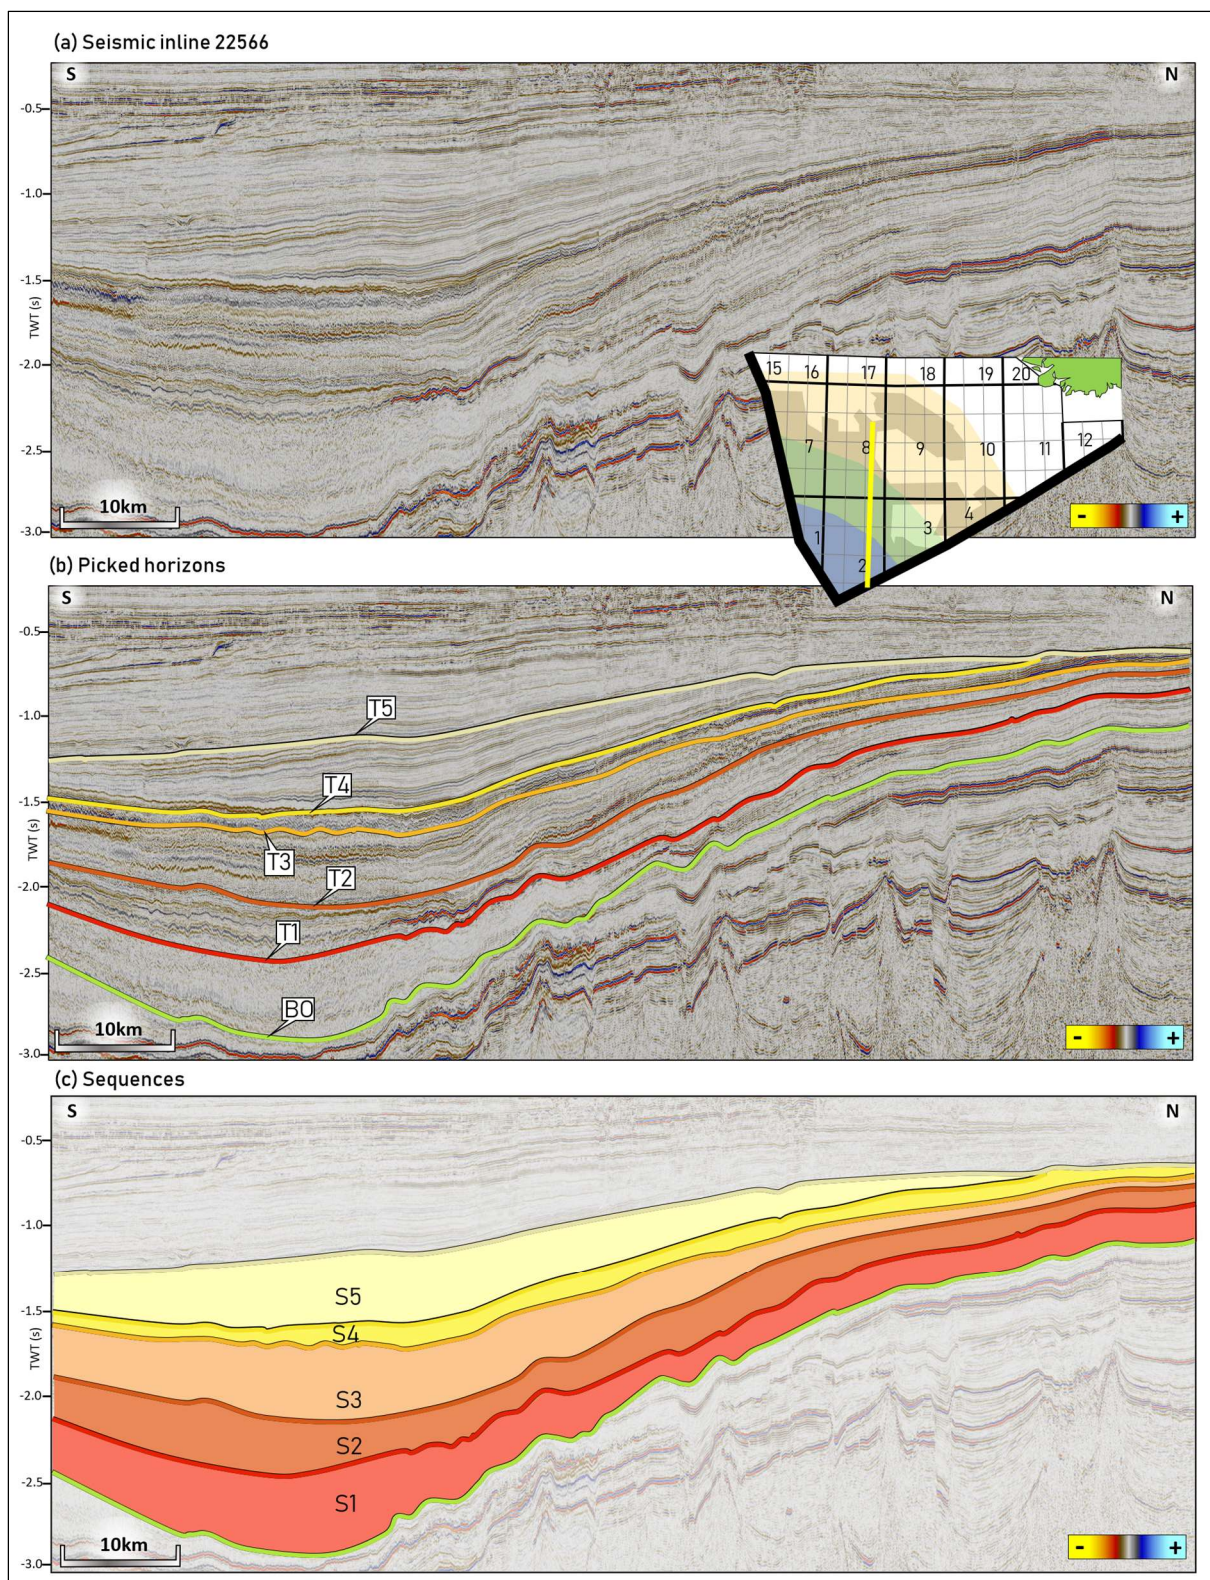 (a) Seismic inline 22566
S N
-0.5
-1.0
-1.5
TWT (s)
-2.0
-2.5
-3.0
10km
15 16 17 18 19 20
7 8 9 10 11 12
1 2 3 4
- +
(b) Picked horizons
S N
-0.5
-1.0
-1.5
TWT (s)
-2.0
-2.5
-3.0
T5
T4
T3
T2
T1
BO
10km
- +
(c) Sequences
S N
-0.5
-1.0
-1.5
TWT (s)
-2.0
-2.5
-3.0
S5
S4
S3
S2
S1
10km
- +